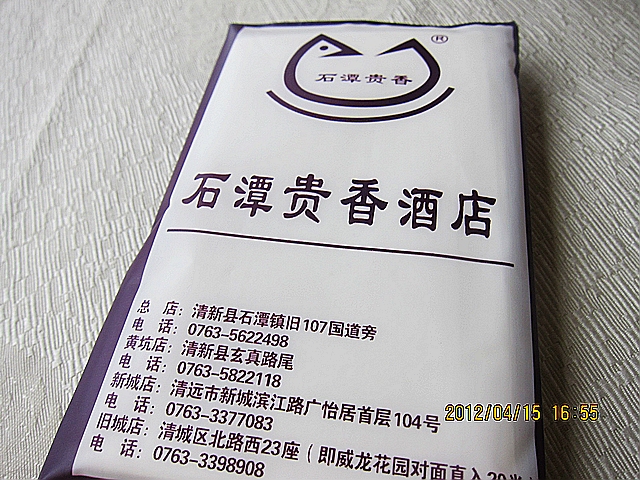 ®
石潭贵香
石潭贵香酒店
总 店：清新县石潭镇旧107国道旁
电 话：0763-5622498
黄坑店：清新县玄真路尾
电 话：0763-5822118
新城店：清远市新城滨江路广怡居首层104号
电 话：0763-3377083
旧城店：清城区北路西23座（即威龙花园对面直入20米
电 话：0763-3398908
2012/04/15 16:55